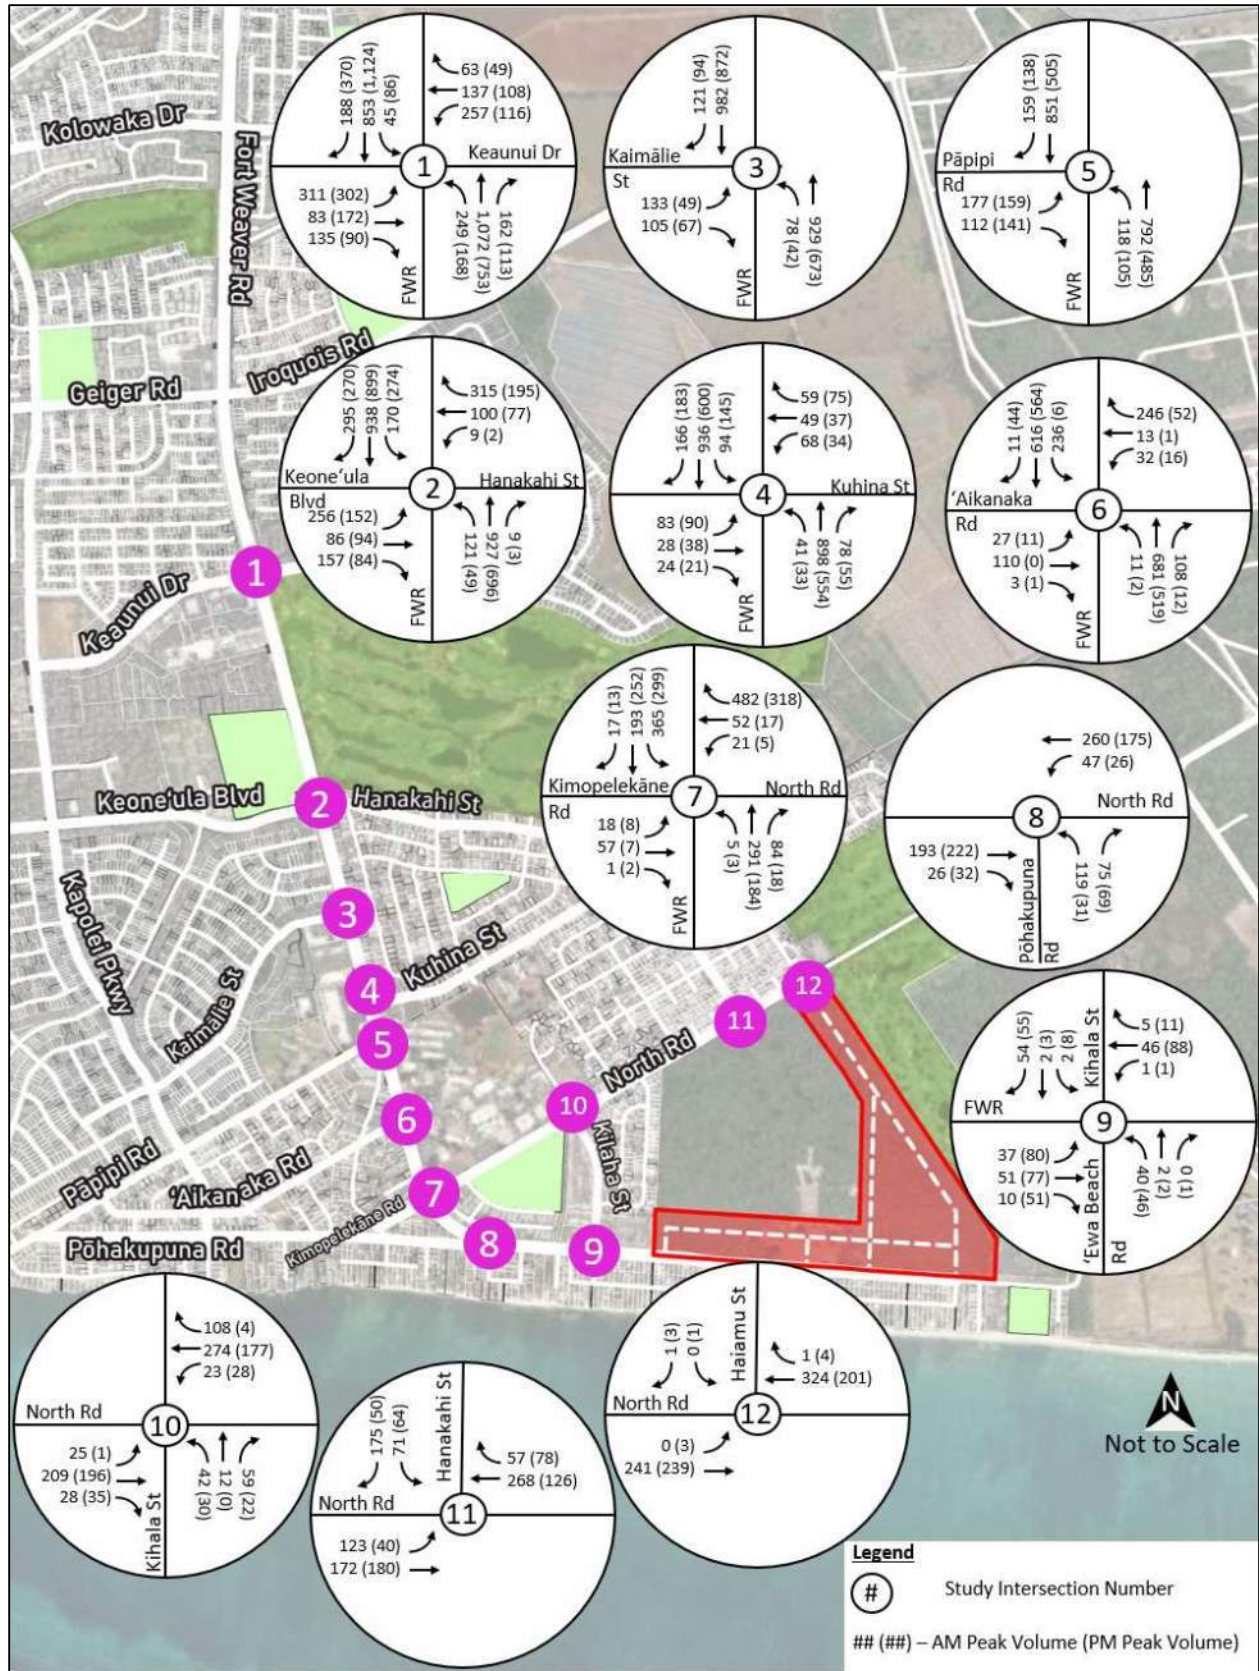 Kolowaka Dr
Fort Weaver Rd
Geiger Rd
Iroquois Rd
Keaunui Dr
Keone'ula Blvd
Hanakahi St
Kapolei Pkwy
Kaimalie St
Kuhina St
North Rd
Kilaha St
Pāpipi Rd
'Aikanaka Rd
Kimopelekāne Rd
Pōhakupuna Rd
1
2
3
4
5
6
7
8
9
10
11
12
188 (370)
853 (1,124)
45 (86)
63 (49)
137 (108)
257 (116)
1
Keaunui Dr
311 (302)
83 (172)
135 (90)
FWR
249 (168)
1,072 (753)
162 (113)
121 (94)
982 (872)
Kaimālie
St
3
133 (49)
105 (67)
FWR
78 (42)
929 (673)
159 (138)
851 (505)
Pāpipi
Rd
5
177 (159)
112 (141)
FWR
118 (105)
792 (485)
295 (270)
938 (899)
170 (274)
315 (195)
100 (77)
9 (2)
Keone'ula
Blvd
2
Hanakahi St
256 (152)
86 (94)
157 (84)
FWR
121 (49)
927 (696)
9 (3)
166 (183)
936 (600)
94 (145)
59 (75)
49 (37)
68 (34)
4
Kuhina St
83 (90)
28 (38)
24 (21)
FWR
41 (33)
898 (554)
78 (55)
11 (44)
616 (564)
236 (6)
246 (52)
13 (1)
32 (16)
'Aikanaka
Rd
6
27 (11)
110 (0)
3 (1)
FWR
11 (2)
681 (519)
108 (12)
17 (13)
193 (252)
365 (299)
482 (318)
52 (17)
21 (5)
Kimopelekāne
Rd
7
North Rd
18 (8)
57 (7)
1 (2)
FWR
5 (3)
291 (184)
84 (18)
260 (175)
47 (26)
North Rd
8
193 (222)
26 (32)
Pōhakupuna
Rd
119 (31)
75 (69)
54 (55)
2 (3)
2 (8)
Kihala St
5 (11)
46 (88)
1 (1)
FWR
9
37 (80)
51 (77)
10 (51)
'Ewa Beach
Rd
40 (46)
2 (2)
0 (1)
108 (4)
274 (177)
23 (28)
North Rd
10
25 (1)
209 (196)
28 (35)
Kihala St
42 (30)
12 (0)
59 (22)
175 (50)
71 (64)
Hanakahi St
57 (78)
268 (126)
North Rd
11
123 (40)
172 (180)
1 (3)
0 (1)
Haiamu St
1 (4)
324 (201)
North Rd
12
0 (3)
241 (239)
N
Not to Scale
Legend
# Study Intersection Number
## (##) – AM Peak Volume (PM Peak Volume)